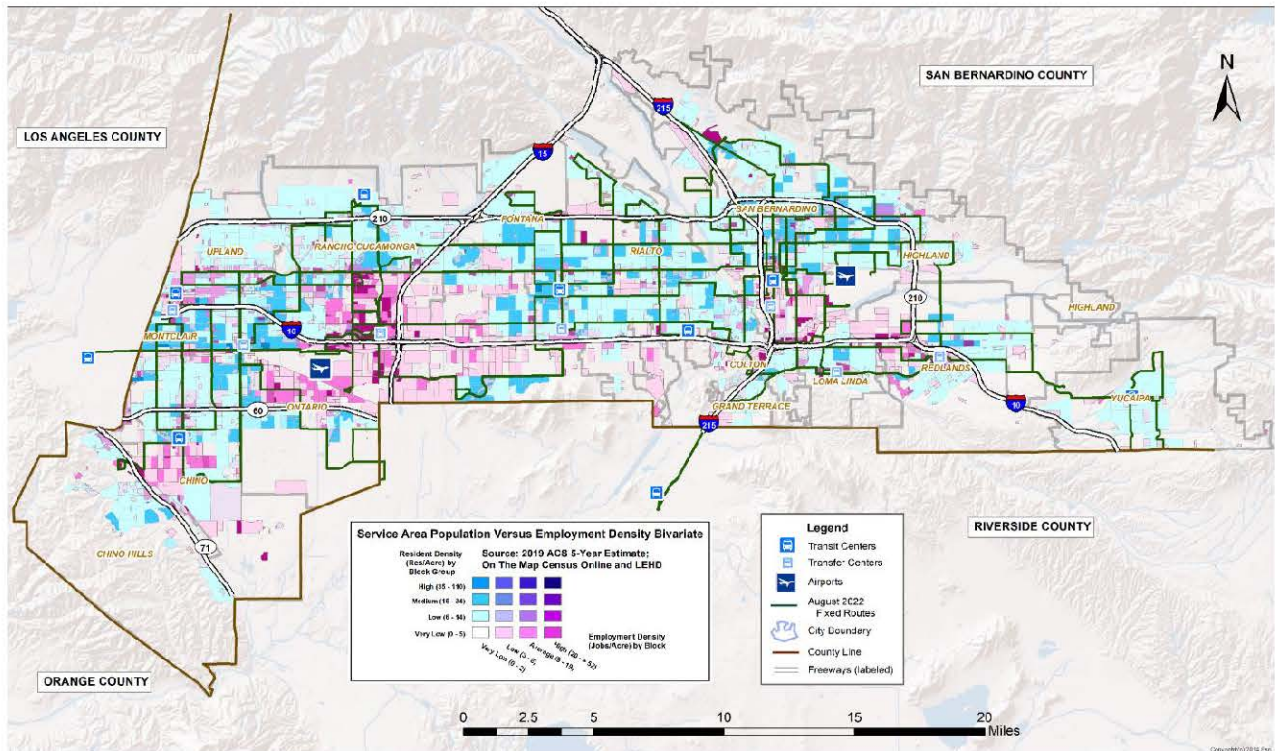 SAN BERNARDINO COUNTY
N
LOS ANGELES COUNTY
215
15
210
FONTANA
SAN BERNARDINO
UPLAND
RANCHO CUCAMONGA
RIALTO
HIGHLAND
210
HIGHLAND
MONTCLAIR
10
COLTON
LOMA LINDA
REDLANDS
60
ONTARIO
GRAND TERRACE
10
YUCAIPA
215
CHINO
RIVERSIDE COUNTY
CHINO HILLS
71
ORANGE COUNTY
Service Area Population Versus Employment Density Bivariate
Resident Density
(Res/Acre) by
Block Group
Source: 2019 ACS 5-Year Estimate;
On The Map Census Online and LEHD
High (35 - 110)
Medium
Low
Very Low (0 - 5)
Employment Density
(Jobs/Acre) by Block
Very Low
Low
Average
High
Legend
Transit Centers
Transfer Centers
Airports
August 2022
Fixed Routes
City Boundary
County Line
Freeways (labeled)
0 2.5 5 10 15 20
Miles